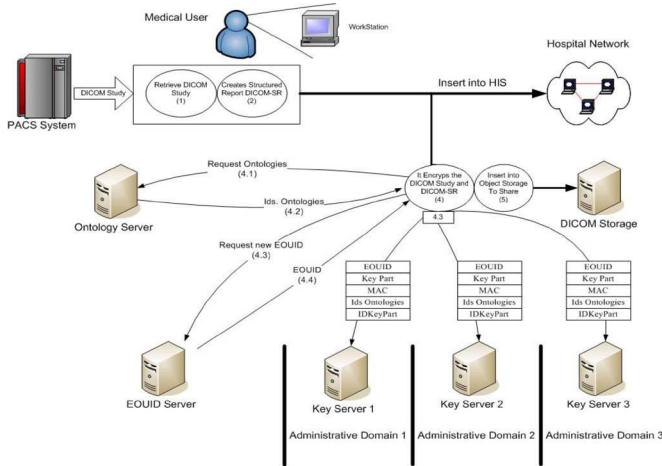 Medical User
WorkStation
Hospital Network
PACS System
DICOM Study
Retrieve DICOM
Study
(1)
Creates Structured
Report DICOM-SR
(2)
Insert into HIS
Request Ontologies
(4.1)
Ids. Ontologies
(4.2)
Ontology Server
It Encryps the
DICOM Study and
DICOM-SR
(4)
Insert into
Object Storage
To Share
(5)
DICOM Storage
4.3
Request new EOUID
(4.3)
EOUID
(4.4)
EOUID Server
EOUID
Key Part
MAC
Ids Ontologies
IDKeyPart
EOUID
Key Part
MAC
Ids Ontologies
IDKeyPart
EOUID
Key Part
MAC
Ids Ontologies
IDKeyPart
Key Server 1
Key Server 2
Key Server 3
Administrative Domain 1
Administrative Domain 2
Administrative Domain 3